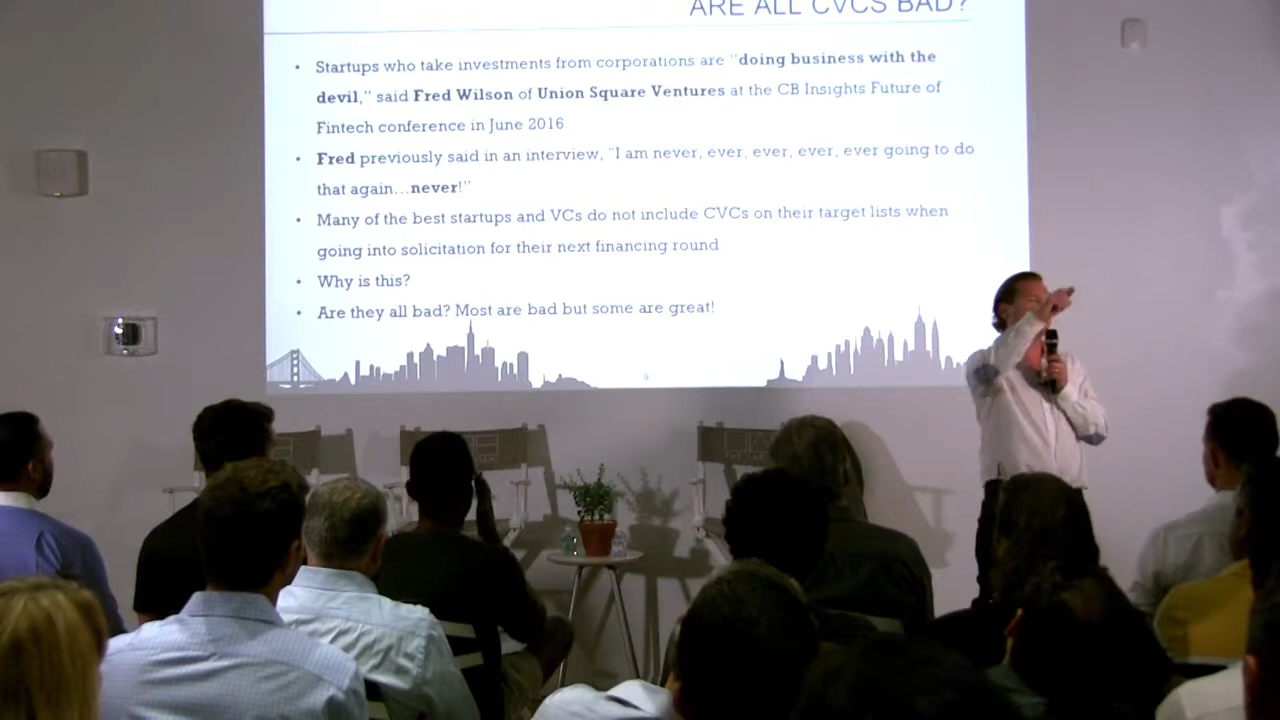 ARE ALL CVCS BAD?
• Startups who take investments from corporations are "doing business with the
devil," said Fred Wilson of Union Square Ventures at the CB Insights Future of
Fintech conference in June 2016
• Fred previously said in an interview, "I am never, ever, ever, ever, ever going to do
that again...never!"
• Many of the best startups and VCs do not include CVCs on their target lists when
going into solicitation for their next financing round
• Why is this?
• Are they all bad? Most are bad but some are great!